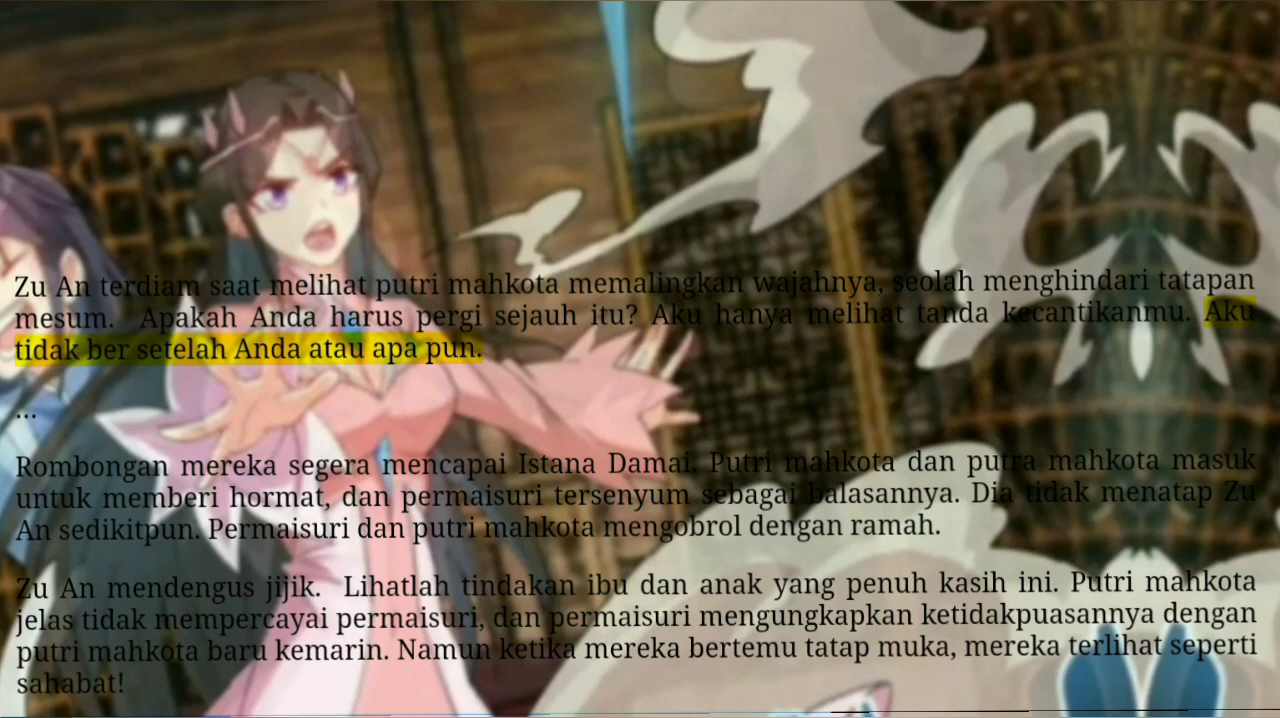 Zu An terdiam saat melihat putri mahkota memalingkan wajahnya, seolah menghindari tatapan
mesum.  Apakah Anda harus pergi sejauh itu? Aku hanya melihat tanda kecantikanmu. Aku
tidak ber setelah Anda atau apa pun.
...
Rombongan mereka segera mencapai Istana Damai. Putri mahkota dan putra mahkota masuk
untuk memberi hormat, dan permaisuri tersenyum sebagai balasannya. Dia tidak menatap Zu
An sedikitpun. Permaisuri dan putri mahkota mengobrol dengan ramah.
Zu An mendengus jijik.  Lihatlah tindakan ibu dan anak yang penuh kasih ini. Putri mahkota
jelas tidak mempercayai permaisuri, dan permaisuri mengungkapkan ketidakpuasannya dengan
putri mahkota baru kemarin. Namun ketika mereka bertemu tatap muka, mereka terlihat seperti
sahabat!